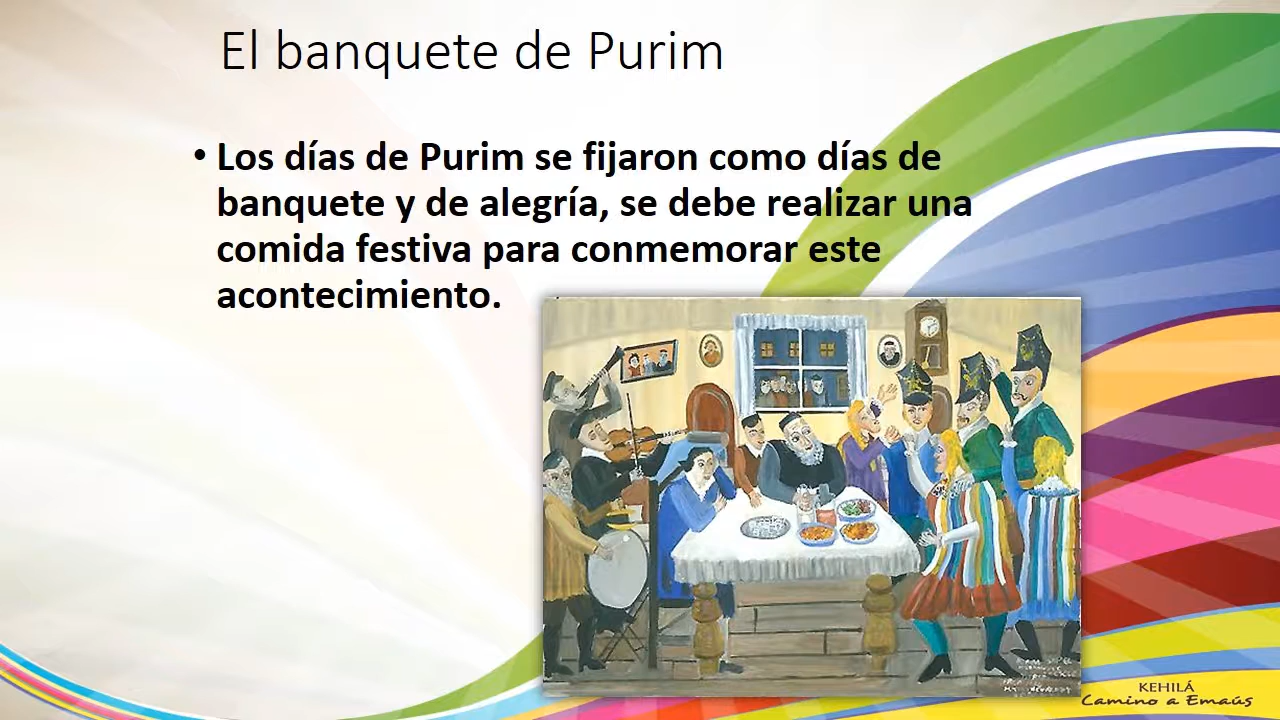 El banquete de Purim
• Los días de Purim se fijaron como días de
banquete y de alegría, se debe realizar una
comida festiva para conmemorar este
acontecimiento.
KEHILÁ
Camino a Emaús